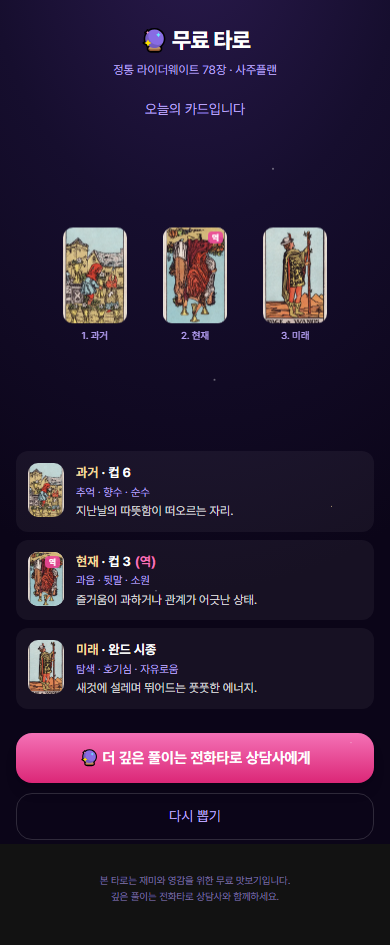 무료 타로
정통 라이더웨이트 78장 · 사주플랜
오늘의 카드입니다
역
1. 과거
2. 현재
3. 미래
과거 · 컵 6
추억 · 향수 · 순수
지난날의 따뜻함이 떠오르는 자리.
역
현재 · 컵 3 (역)
과음 · 뒷말 · 소원
즐거움이 과하거나 관계가 어긋난 상태.
미래 · 완드 시종
탐색 · 호기심 · 자유로움
새것에 설레며 뛰어드는 풋풋한 에너지.
더 깊은 풀이는 전화타로 상담사에게
다시 뽑기
본 타로는 재미와 영감을 위한 무료 맛보기입니다.
깊은 풀이는 전화타로 상담사와 함께하세요.